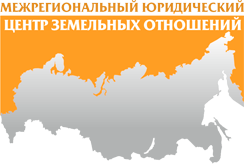 МЕЖРЕГИОНАЛЬНЫЙ ЮРИДИЧЕСКИЙ
ЦЕНТР ЗЕМЕЛЬНЫХ ОТНОШЕНИЙ